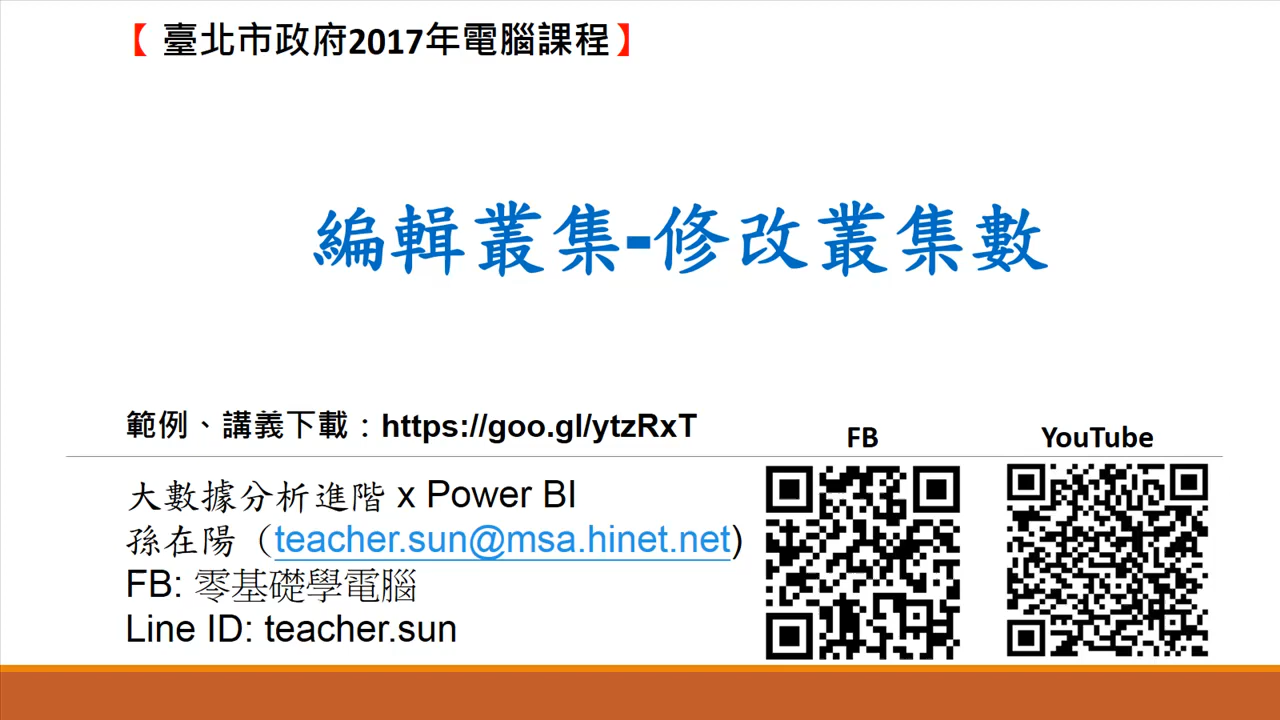 【 臺北市政府2017年電腦課程】
編輯叢集-修改叢集數
範例、講義下載：https://goo.gl/ytzRxT
FB
YouTube
大數據分析進階 x Power BI
孫在陽（teacher.sun@msa.hinet.net)
FB: 零基礎學電腦
Line ID: teacher.sun